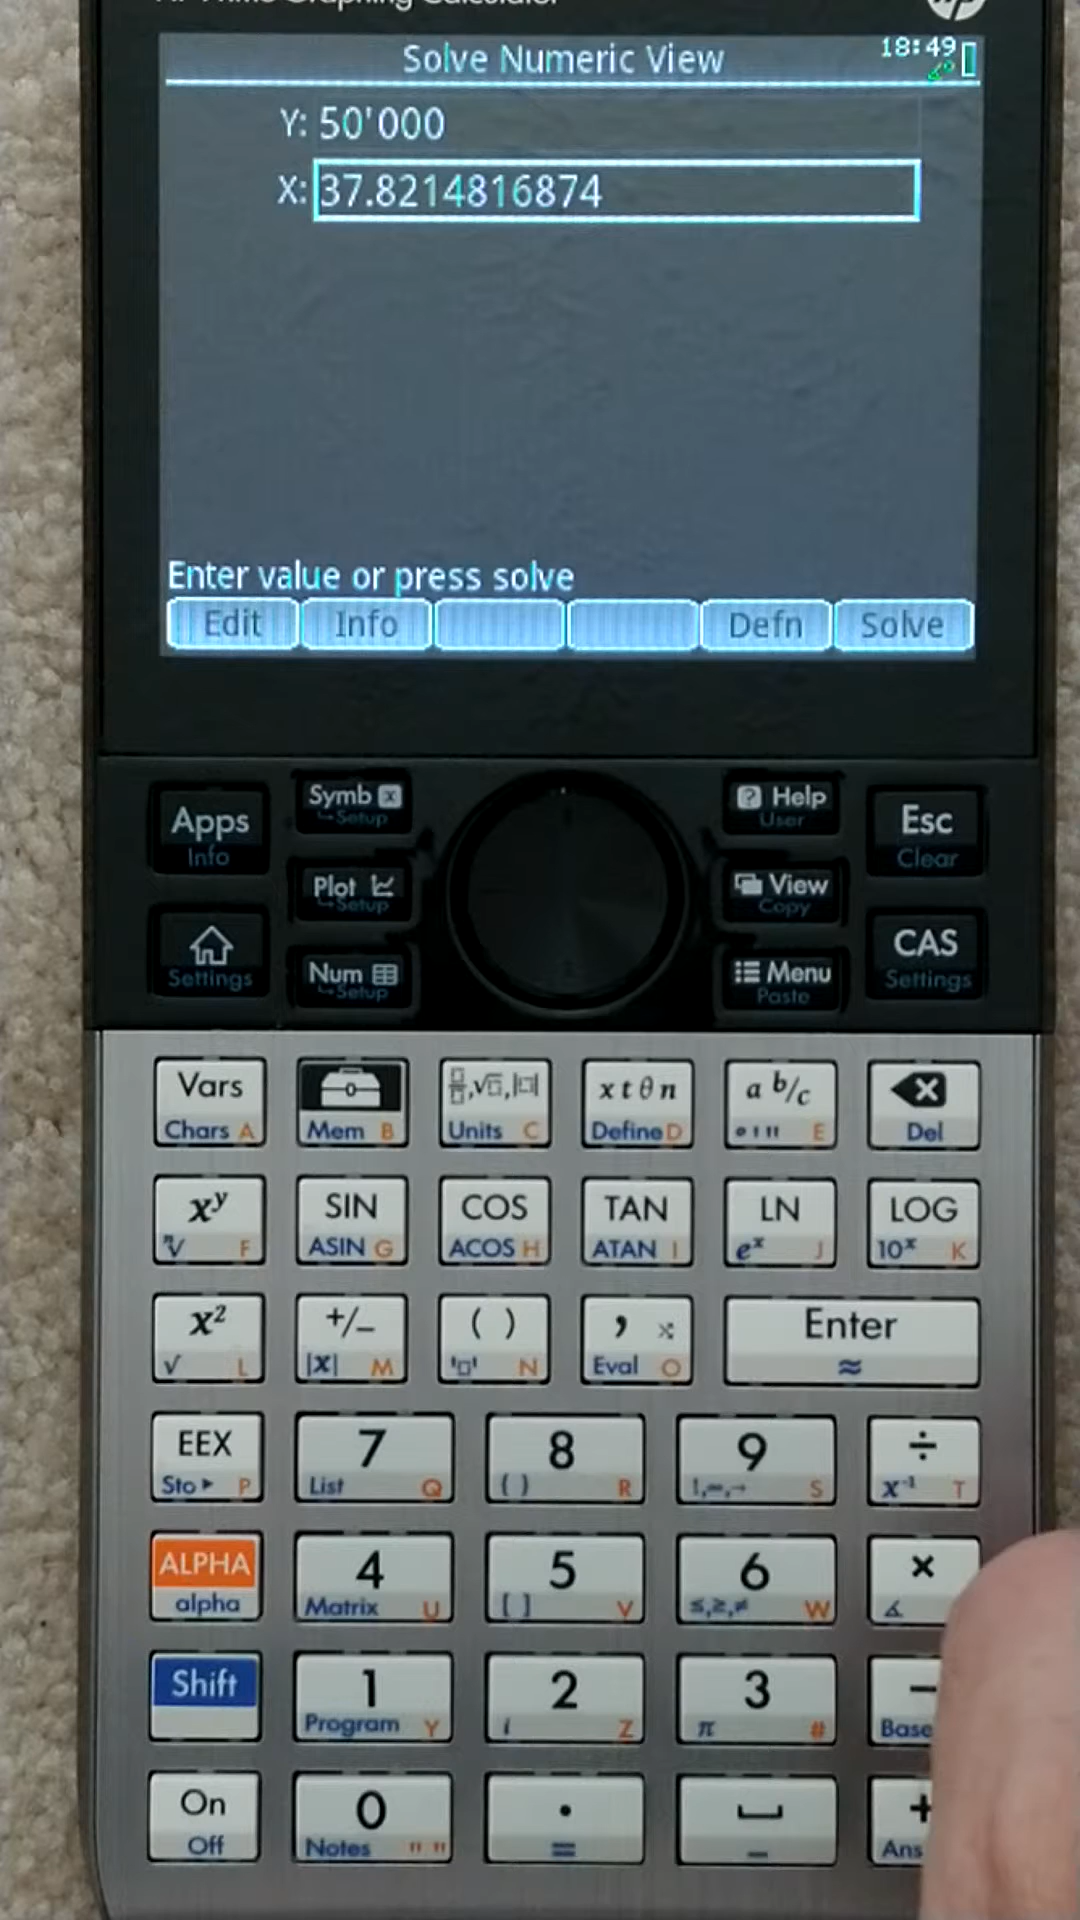 HP Prime Graphing Calculator
Solve Numeric View 18:49
Y: 50'000
X: 37.8214816874
Enter value or press solve
Edit Info Defn Solve
Apps
Info
Symb
Setup
Help
User
Esc
Clear
Plot
Setup
View
Copy
Settings
Num
Setup
Menu
Paste
CAS
Settings
Vars
Chars A
Mem B
Units C
x t θ n
Define D
a b/c
° ' " E
Del
xʸ
ⁿ√ F
SIN
ASIN G
COS
ACOS H
TAN
ATAN I
LN
eˣ J
LOG
10ˣ K
x²
√ L
+/-
|x| M
( )
'▯' N
,
Eval O
Enter
≈
EEX
Sto ▸ P
7
List Q
8
{ } R
9
!,∞,→ S
÷
x⁻¹ T
ALPHA
alpha
4
Matrix U
5
[ ] V
6
≤,≥,≠ W
×
∡
Shift
1
Program Y
2
i Z
3
π #
−
Base
On
Off
0
Notes " "
.
=
_
+
Ans